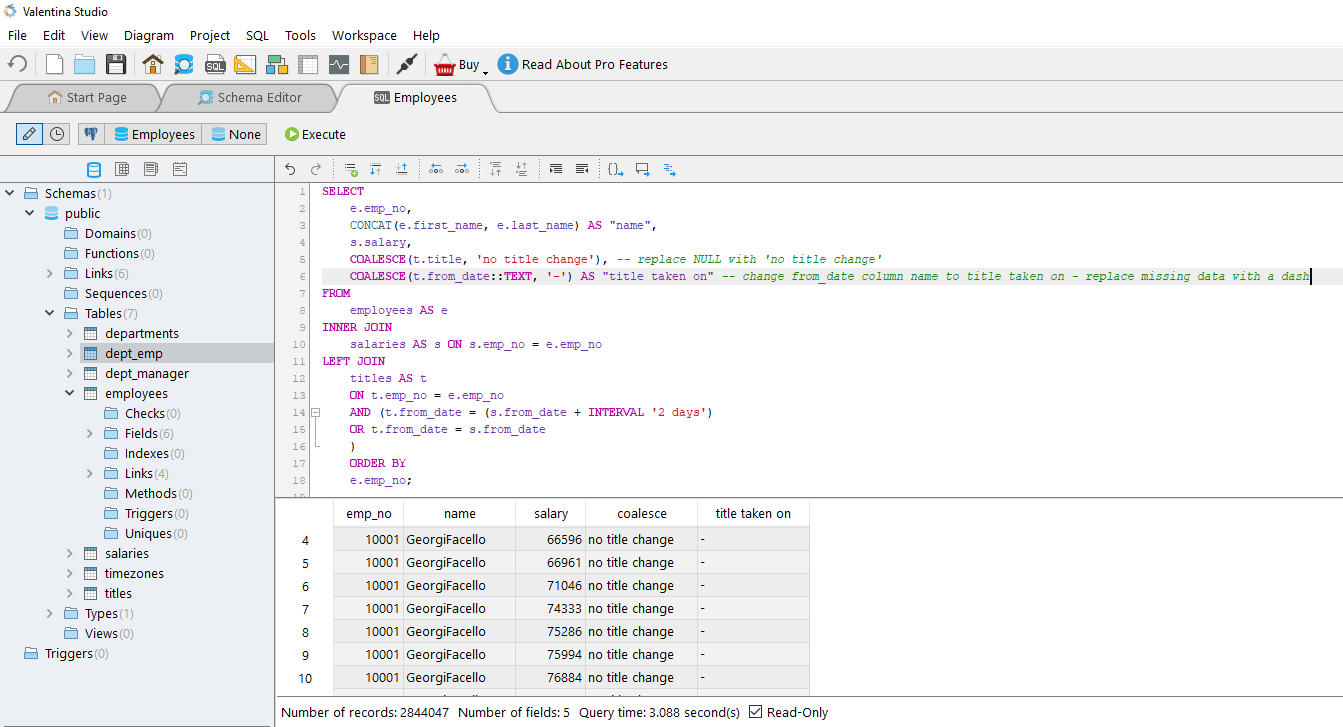 Valentina Studio
File Edit View Diagram Project SQL Tools Workspace Help
SQL Buy Read About Pro Features
Start Page Schema Editor SQL Employees
Employees None Execute
Schemas(1)
public
Domains(0)
Functions(0)
Links(6)
Sequences(0)
Tables(7)
departments
dept_emp
dept_manager
employees
Checks(0)
Fields(6)
Indexes(0)
Links(4)
Methods(0)
Triggers(0)
Uniques(0)
salaries
timezones
titles
Types(1)
Views(0)
Triggers(0)
1 SELECT
2 e.emp_no,
3 CONCAT(e.first_name, e.last_name) AS "name",
4 s.salary,
5 COALESCE(t.title, 'no title change'), -- replace NULL with 'no title change'
6 COALESCE(t.from_date::TEXT, '-') AS "title taken on" -- change from_date column name to title taken on - replace missing data with a dash
7 FROM
8 employees AS e
9 INNER JOIN
10 salaries AS s ON s.emp_no = e.emp_no
11 LEFT JOIN
12 titles AS t
13 ON t.emp_no = e.emp_no
14 AND (t.from_date = (s.from_date + INTERVAL '2 days')
15 OR t.from_date = s.from_date
16 )
17 ORDER BY
18 e.emp_no;
emp_no name salary coalesce title taken on
4 10001 GeorgiFacello 66596 no title change -
5 10001 GeorgiFacello 66961 no title change -
6 10001 GeorgiFacello 71046 no title change -
7 10001 GeorgiFacello 74333 no title change -
8 10001 GeorgiFacello 75286 no title change -
9 10001 GeorgiFacello 75994 no title change -
10 10001 GeorgiFacello 76884 no title change -
Number of records: 2844047 Number of fields: 5 Query time: 3.088 second(s) Read-Only